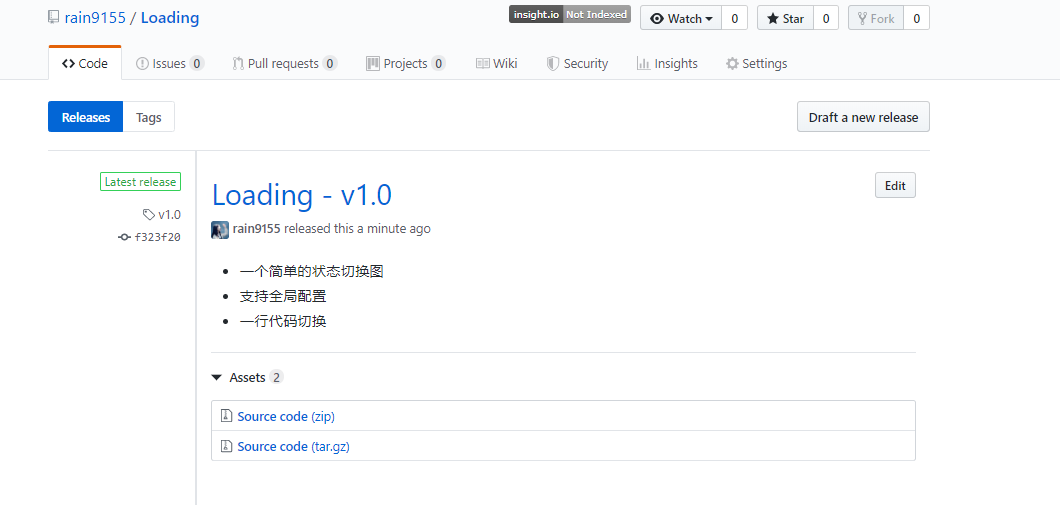 rain9155 / Loading
insight.io Not Indexed
Watch 0
Star 0
Fork 0
Code
Issues 0
Pull requests 0
Projects 0
Wiki
Security
Insights
Settings
Releases
Tags
Draft a new release
Latest release
v1.0
f323f20
Loading - v1.0
Edit
rain9155 released this a minute ago
一个简单的状态切换图
支持全局配置
一行代码切换
Assets 2
Source code (zip)
Source code (tar.gz)